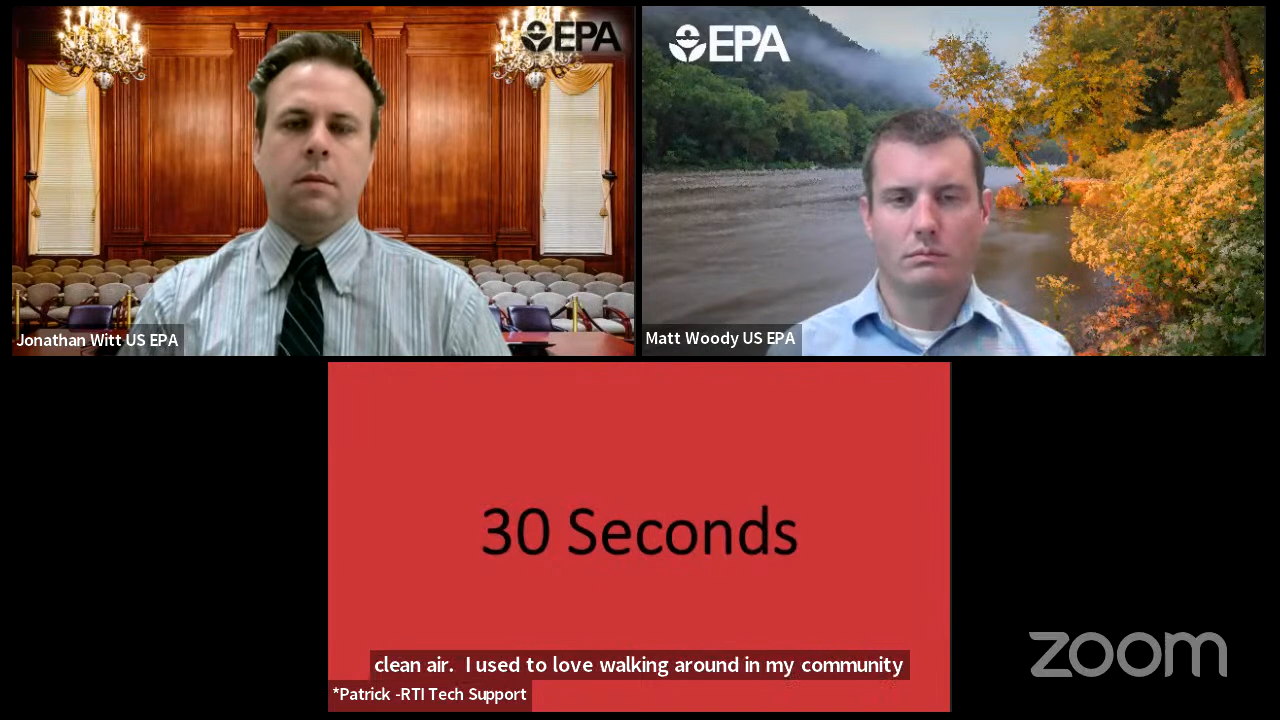 EPA
EPA
Jonathan Witt US EPA
Matt Woody US EPA
30 Seconds
clean air.  I used to love walking around in my community
*Patrick -RTI Tech Support
zoom